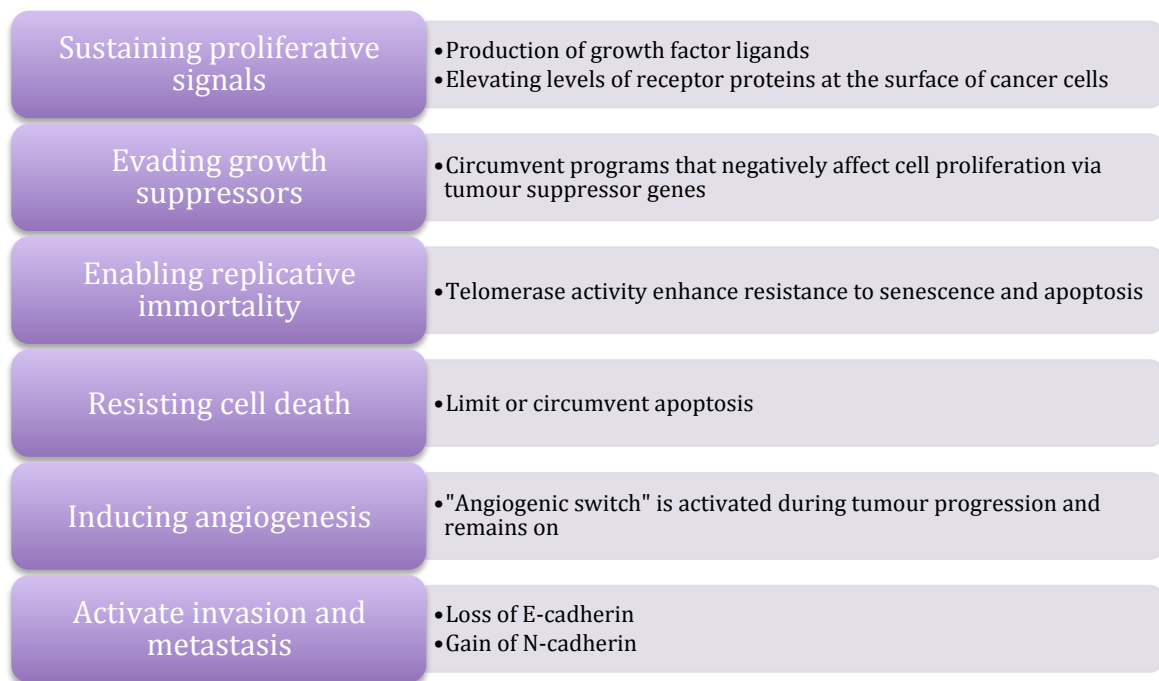 Sustaining proliferative
signals
•Production of growth factor ligands
•Elevating levels of receptor proteins at the surface of cancer cells
Evading growth
suppressors
•Circumvent programs that negatively affect cell proliferation via
tumour suppressor genes
Enabling replicative
immortality
•Telomerase activity enhance resistance to senescence and apoptosis
Resisting cell death
•Limit or circumvent apoptosis
Inducing angiogenesis
•"Angiogenic switch" is activated during tumour progression and
remains on
Activate invasion and
metastasis
•Loss of E-cadherin
•Gain of N-cadherin